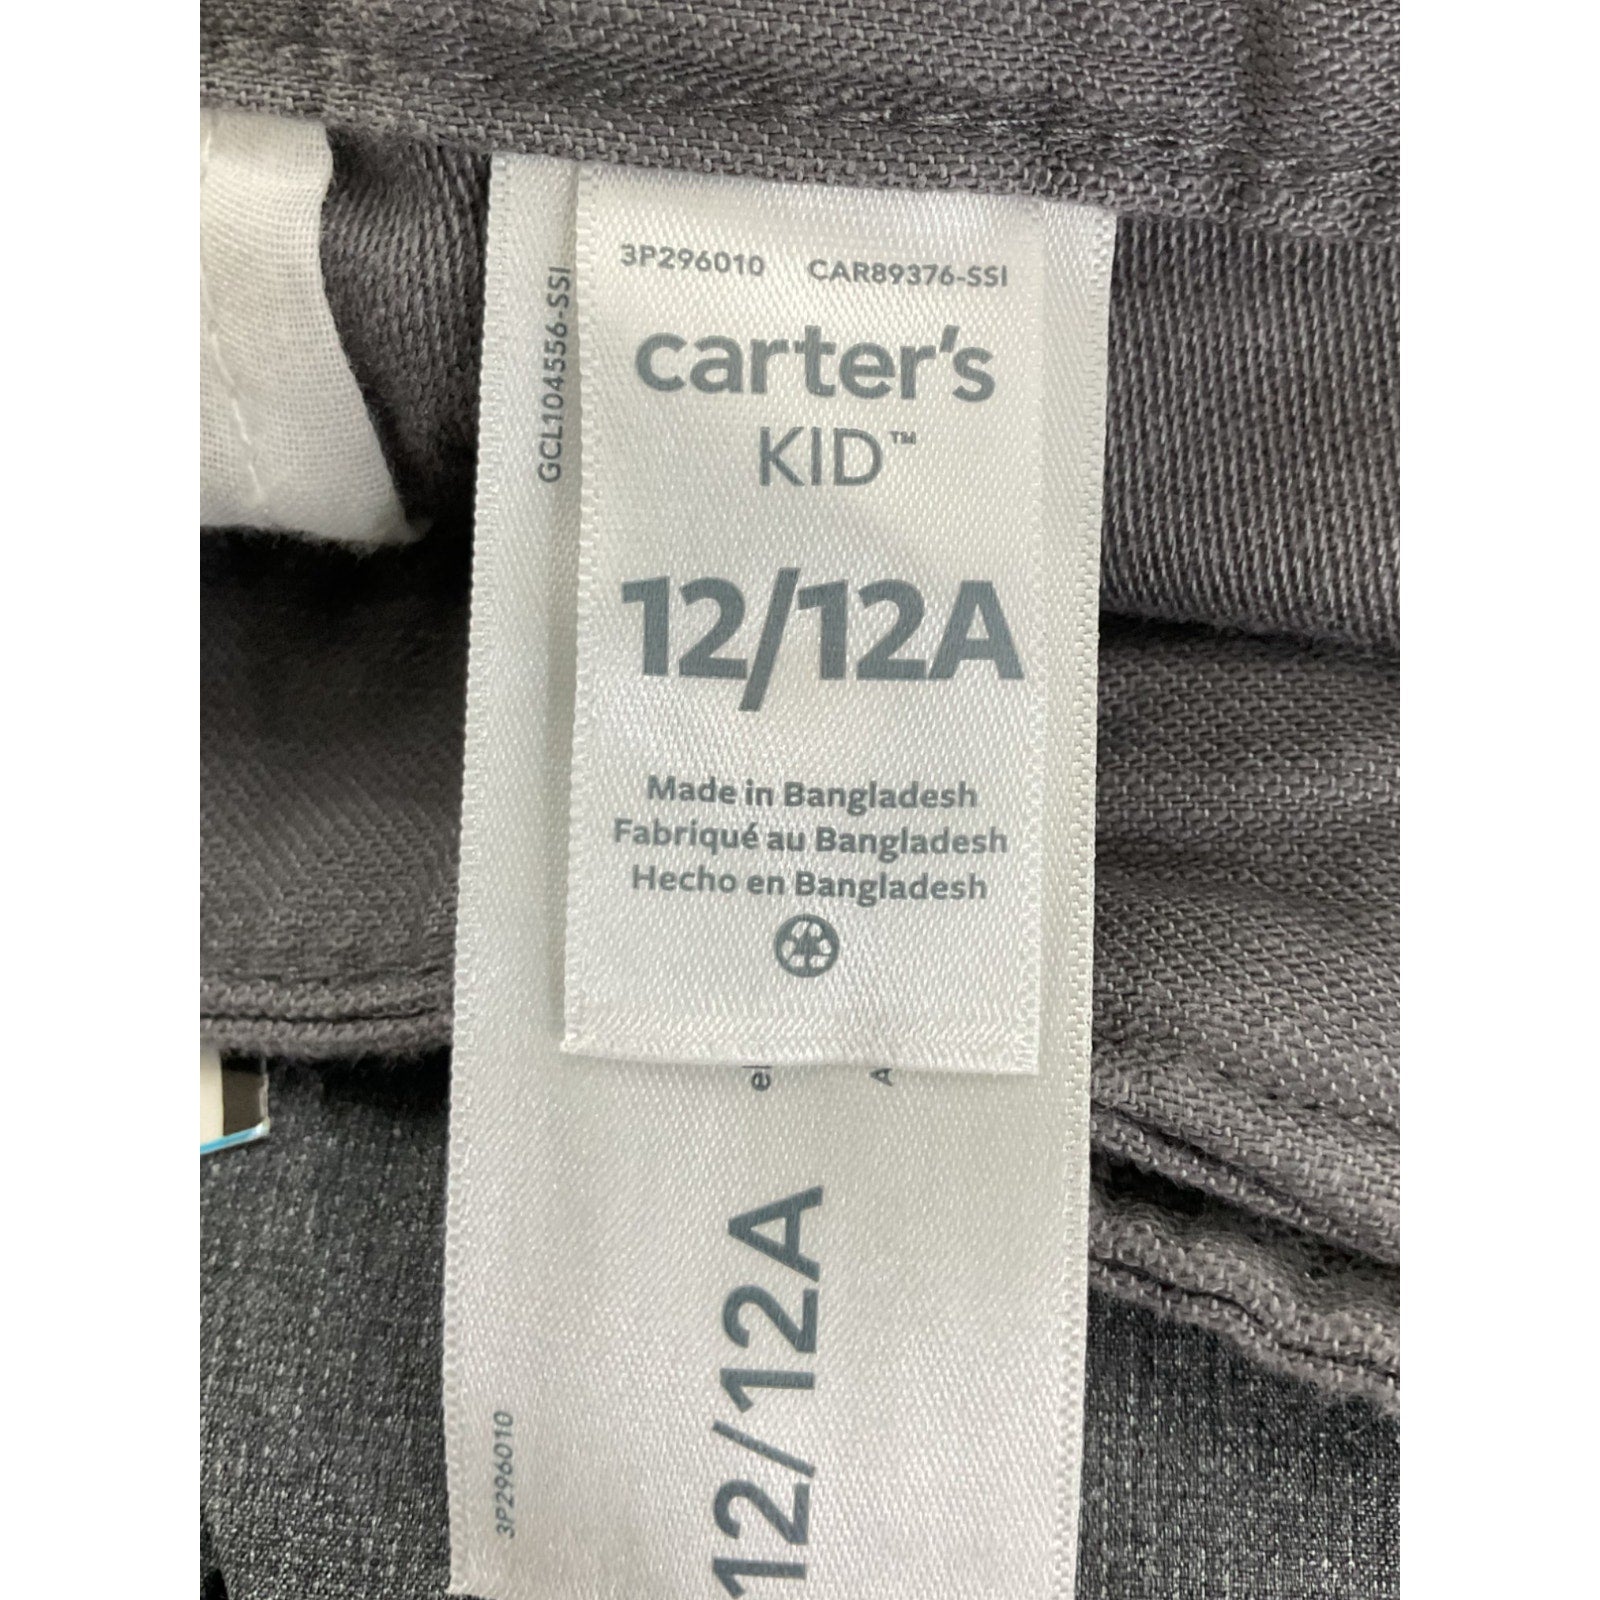 3P296010 CAR89376-SSI
carter's
KID™
12/12A
Made in Bangladesh
Fabriqué au Bangladesh
Hecho en Bangladesh
GCL104556-SSI
12/12A
3P296010